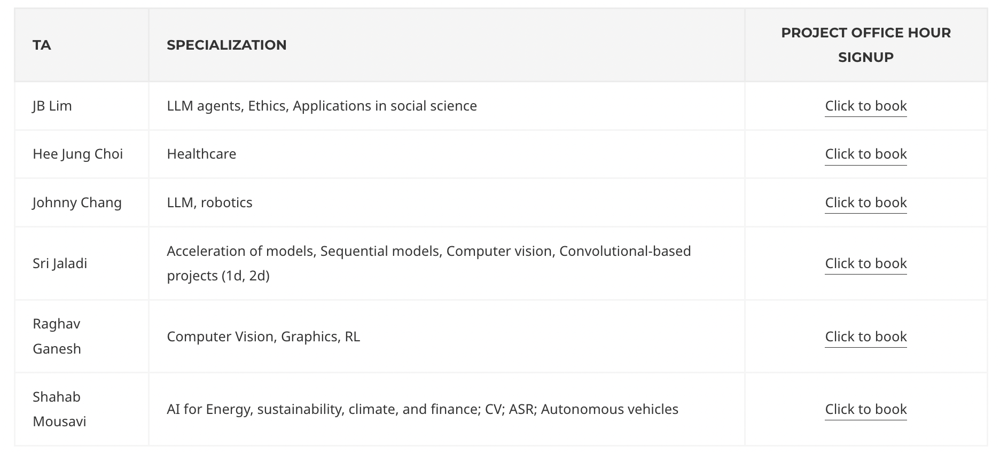 TA
SPECIALIZATION
PROJECT OFFICE HOUR
SIGNUP
JB Lim
LLM agents, Ethics, Applications in social science
Click to book
Hee Jung Choi
Healthcare
Click to book
Johnny Chang
LLM, robotics
Click to book
Sri Jaladi
Acceleration of models, Sequential models, Computer vision, Convolutional-based
projects (1d, 2d)
Click to book
Raghav
Ganesh
Computer Vision, Graphics, RL
Click to book
Shahab
Mousavi
AI for Energy, sustainability, climate, and finance; CV; ASR; Autonomous vehicles
Click to book